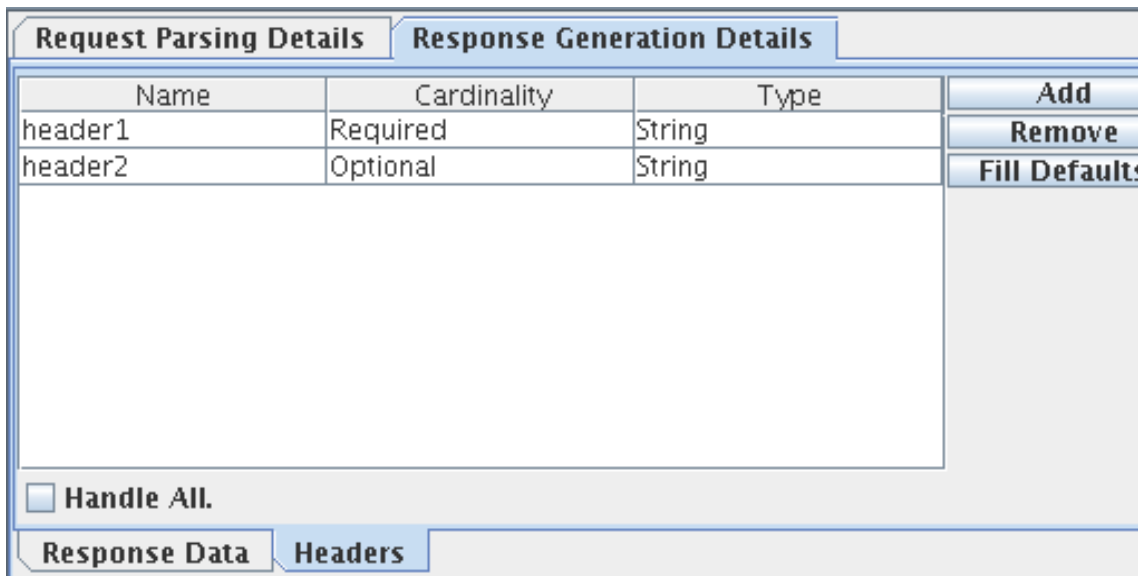 Request Parsing Details Response Generation Details
Name Cardinality Type Add
header1 Required String Remove
header2 Optional String Fill Defaults
Handle All.
Response Data Headers